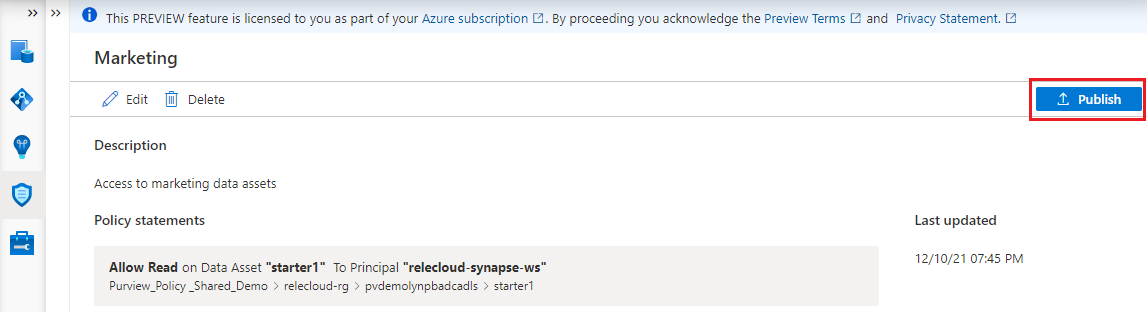 This PREVIEW feature is licensed to you as part of your Azure subscription . By proceeding you acknowledge the Preview Terms and Privacy Statement.
Marketing
Edit Delete Publish
Description
Access to marketing data assets
Policy statements
Last updated
Allow Read on Data Asset "starter1" To Principal "relecloud-synapse-ws"
Purview_Policy _Shared_Demo > relecloud-rg > pvdemolynpbadcadls > starter1
12/10/21 07:45 PM